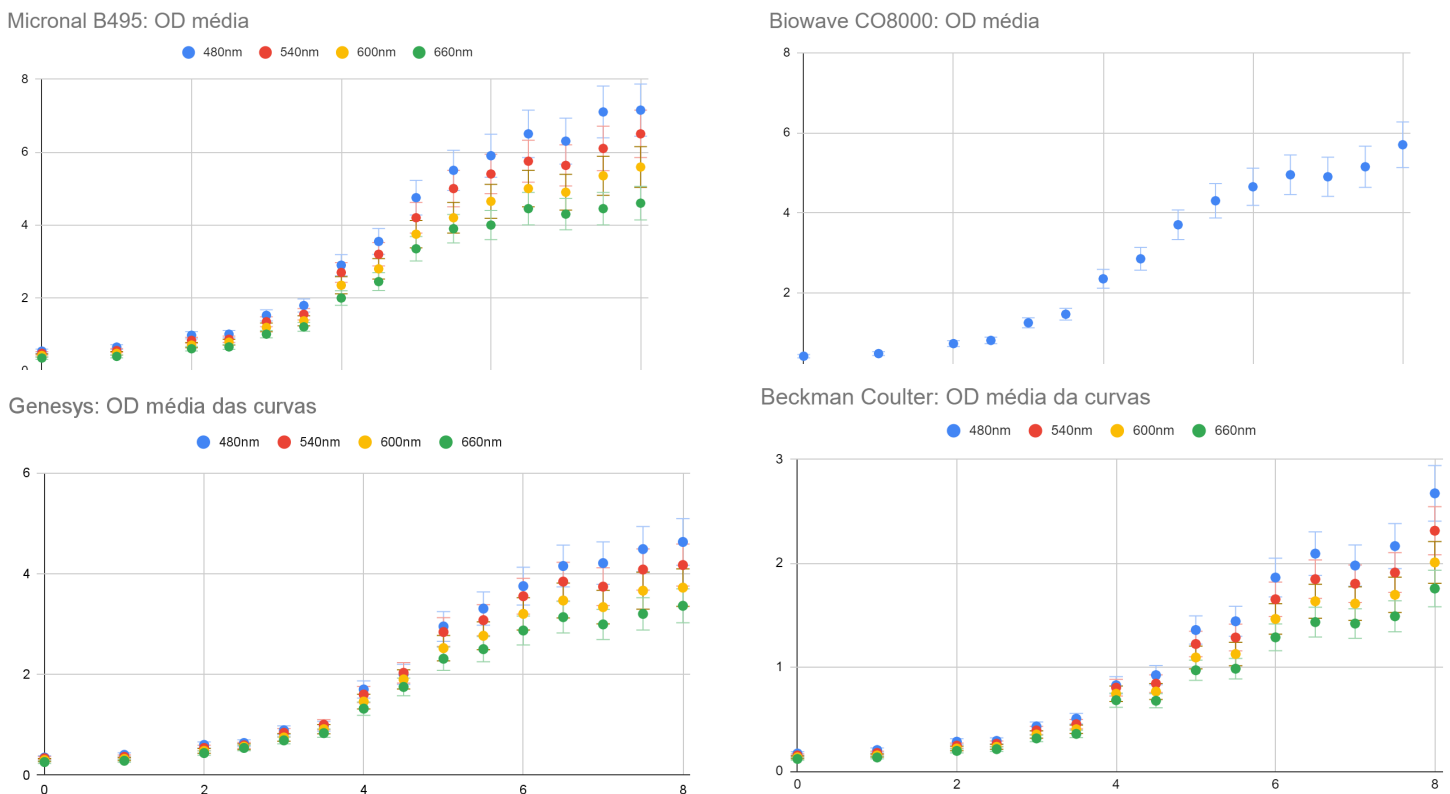 Micronal B495: OD média
480nm 540nm 600nm 660nm
8
6
4
2
0
Biowave CO8000: OD média
8
6
4
2
Genesys: OD média das curvas
480nm 540nm 600nm 660nm
6
4
2
0
0 2 4 6 8
Beckman Coulter: OD média da curvas
480nm 540nm 600nm 660nm
3
2
1
0
0 2 4 6 8